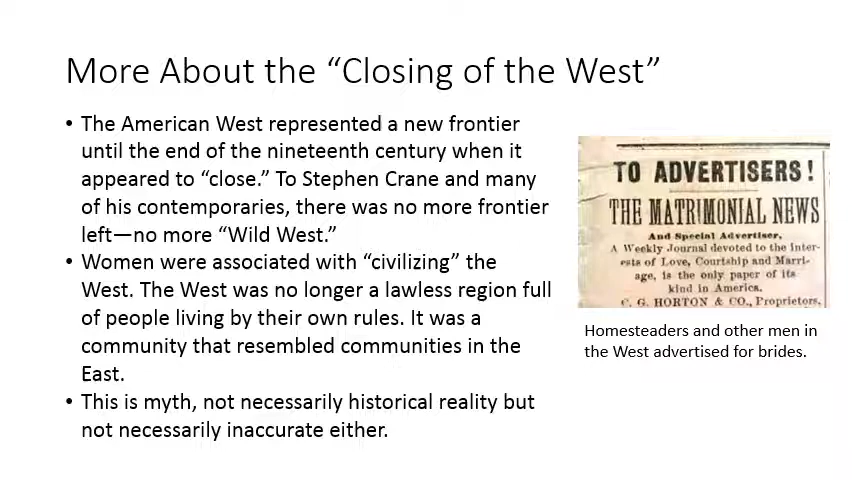 More About the “Closing of the West”
• The American West represented a new frontier
until the end of the nineteenth century when it
appeared to “close.” To Stephen Crane and many
of his contemporaries, there was no more frontier
left—no more “Wild West.”
• Women were associated with “civilizing” the
West. The West was no longer a lawless region full
of people living by their own rules. It was a
community that resembled communities in the
East.
• This is myth, not necessarily historical reality but
not necessarily inaccurate either.
TO ADVERTISERS!
THE MATRIMONIAL NEWS
And Special Advertiser.
A Weekly Journal devoted to the inter-
ests of Love, Courtship and Marri-
age, is the only paper of its
kind in America.
C. G. HORTON & CO., Proprietors.
Homesteaders and other men in
the West advertised for brides.